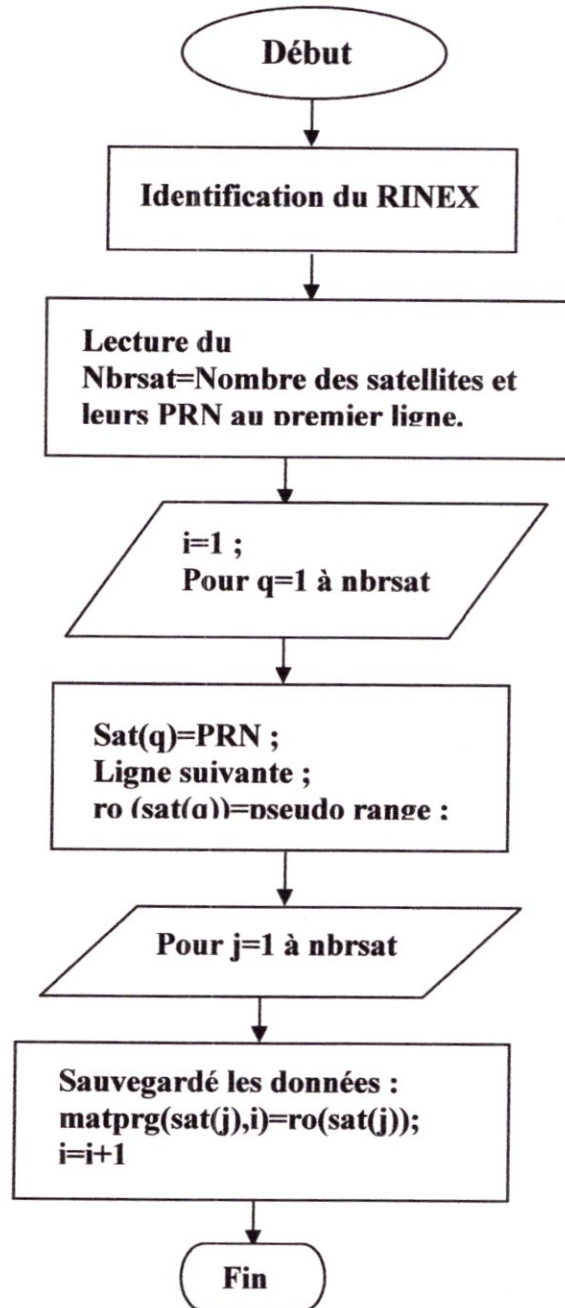 Début
Identification du RINEX
Lecture du
Nbrsat=Nombre des satellites et
leurs PRN au premier ligne.
i=1 ;
Pour q=1 à nbrsat
Sat(q)=PRN ;
Ligne suivante ;
ro (sat(q))=pseudo range ;
Pour j=1 à nbrsat
Sauvegardé les données :
matprg(sat(j),i)=ro(sat(j));
i=i+1
Fin